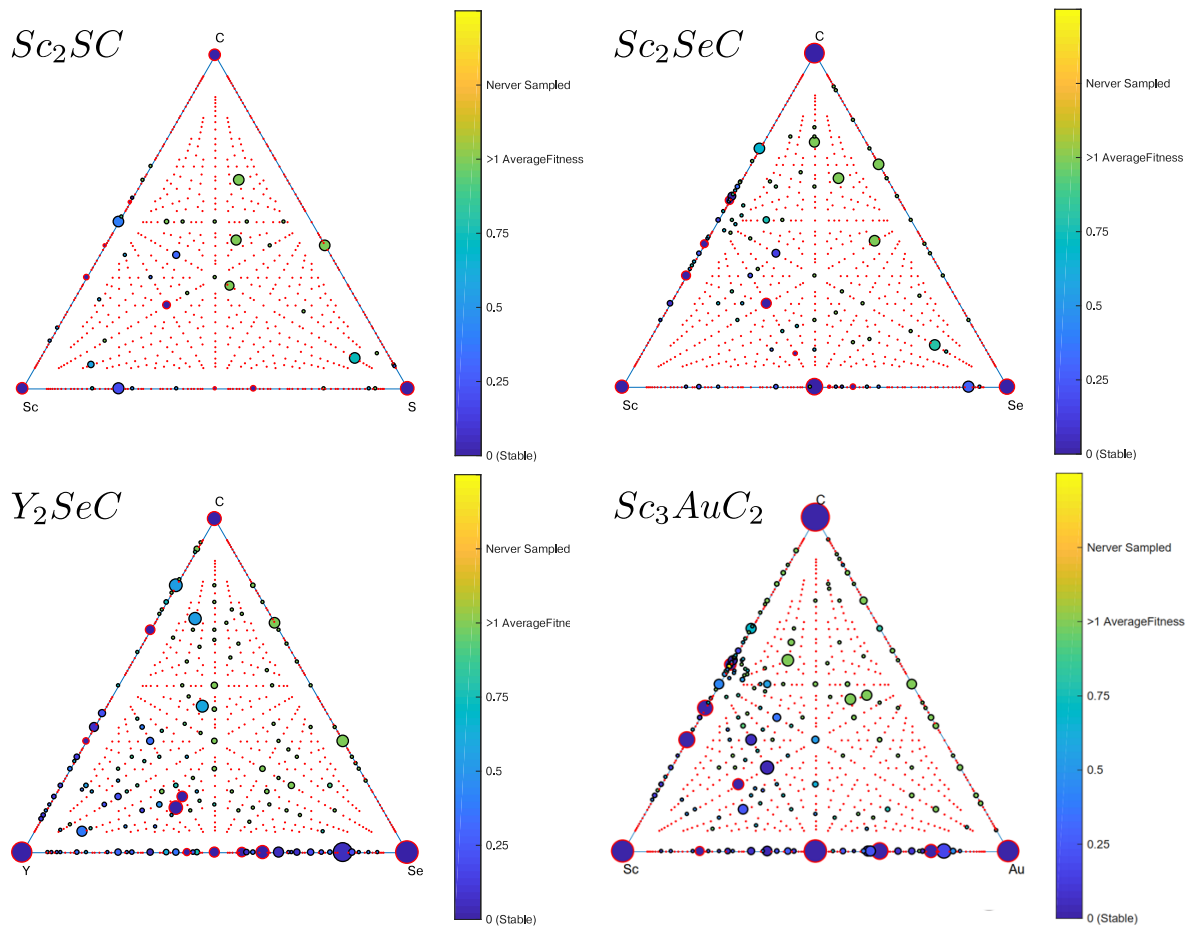 Sc₂SC
C
Sc
S
Nerver Sampled
>1 AverageFitness
0.75
0.5
0.25
0 (Stable)
Sc₂SeC
C
Sc
Se
Nerver Sampled
>1 AverageFitness
0.75
0.5
0.25
0 (Stable)
Y₂SeC
C
Y
Se
Nerver Sampled
>1 AverageFitne
0.75
0.5
0.25
0 (Stable)
Sc₃AuC₂
C
Sc
Au
Nerver Sampled
>1 AverageFitness
0.75
0.5
0.25
0 (Stable)